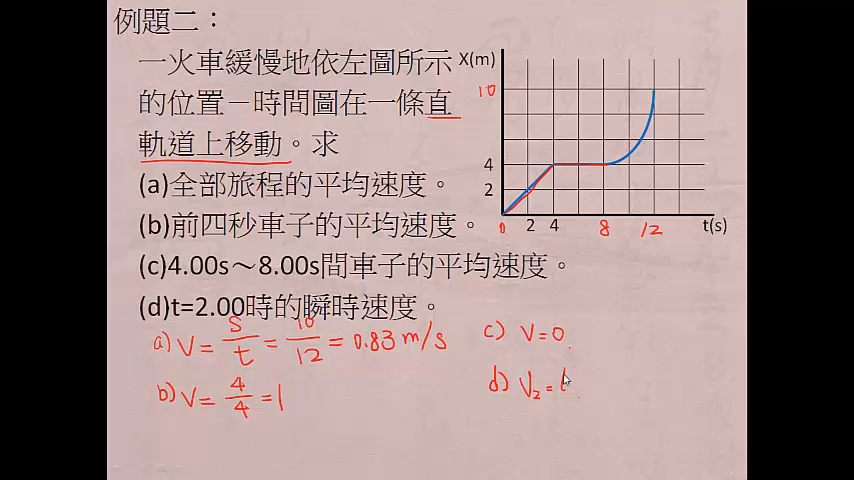 例題二：
一火車緩慢地依左圖所示
的位置－時間圖在一條直
軌道上移動。求
(a)全部旅程的平均速度。
(b)前四秒車子的平均速度。
(c)4.00s～8.00s間車子的平均速度。
(d)t=2.00時的瞬時速度。
X(m)
10
4
2
0 2 4 8 12 t(s)
a) V = s/t = 10/12 = 0.83 m/s
b) V = 4/4 = 1
c) V=0
d) V₂ =